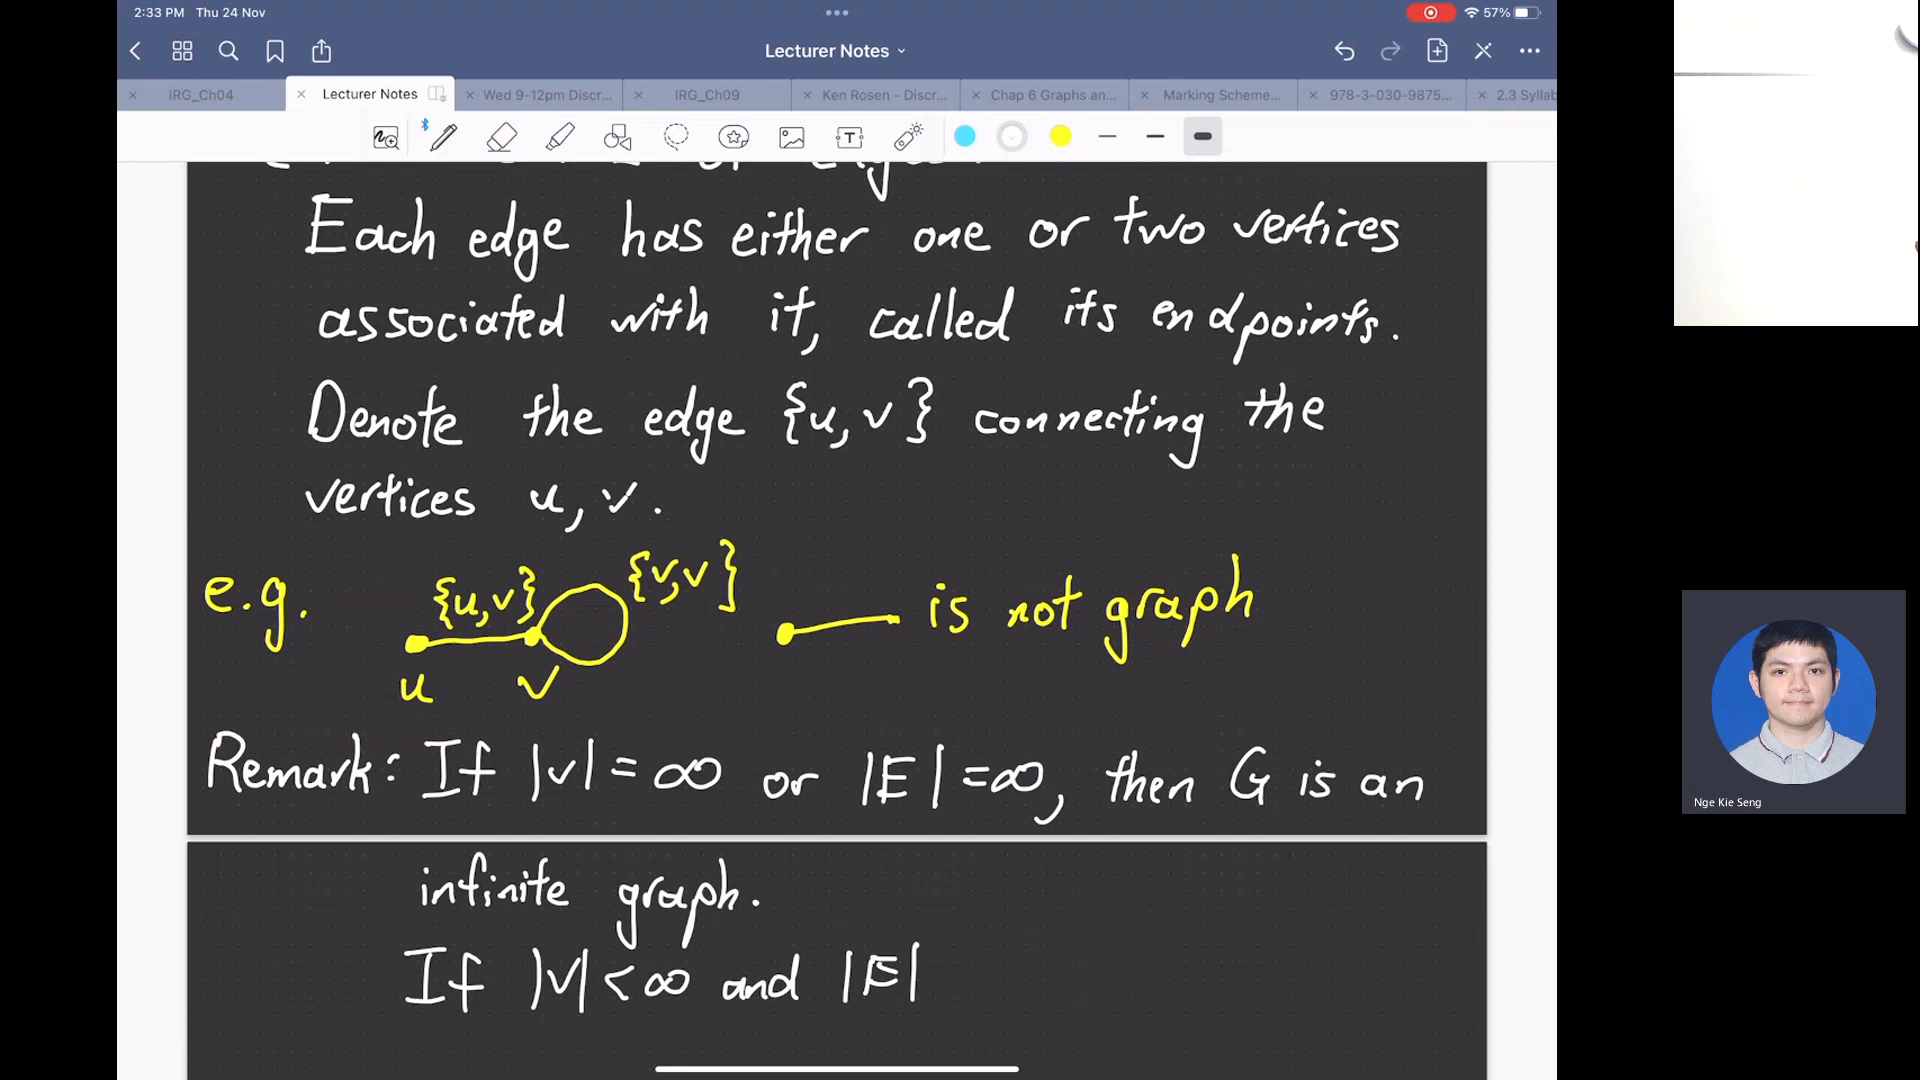 2:33 PM Thu 24 Nov
57%
Lecturer Notes
IRG_Ch04
Lecturer Notes
Wed 9-12pm Discr...
IRG_Ch09
Ken Rosen - Discr...
Chap 6 Graphs an...
Marking Scheme...
978-3-030-9875...
2.3 Syllab
Each edge has either one or two vertices
associated with it, called its endpoints.
Denote the edge {u,v} connecting the
vertices u, v.
e.g. {u,v} {v,v} is not graph
u v
Remark: If |V| = ∞ or |E| = ∞, then G is an
infinite graph.
If |V| < ∞ and |E|
Nge Kie Seng